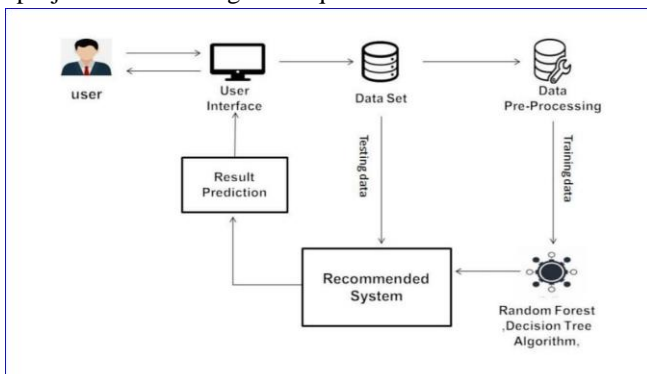 user
User
Interface
Data Set
Data
Pre-Processing
Testing data
Training data
Result
Prediction
Recommended
System
Random Forest
,Decision Tree
Algorithm,